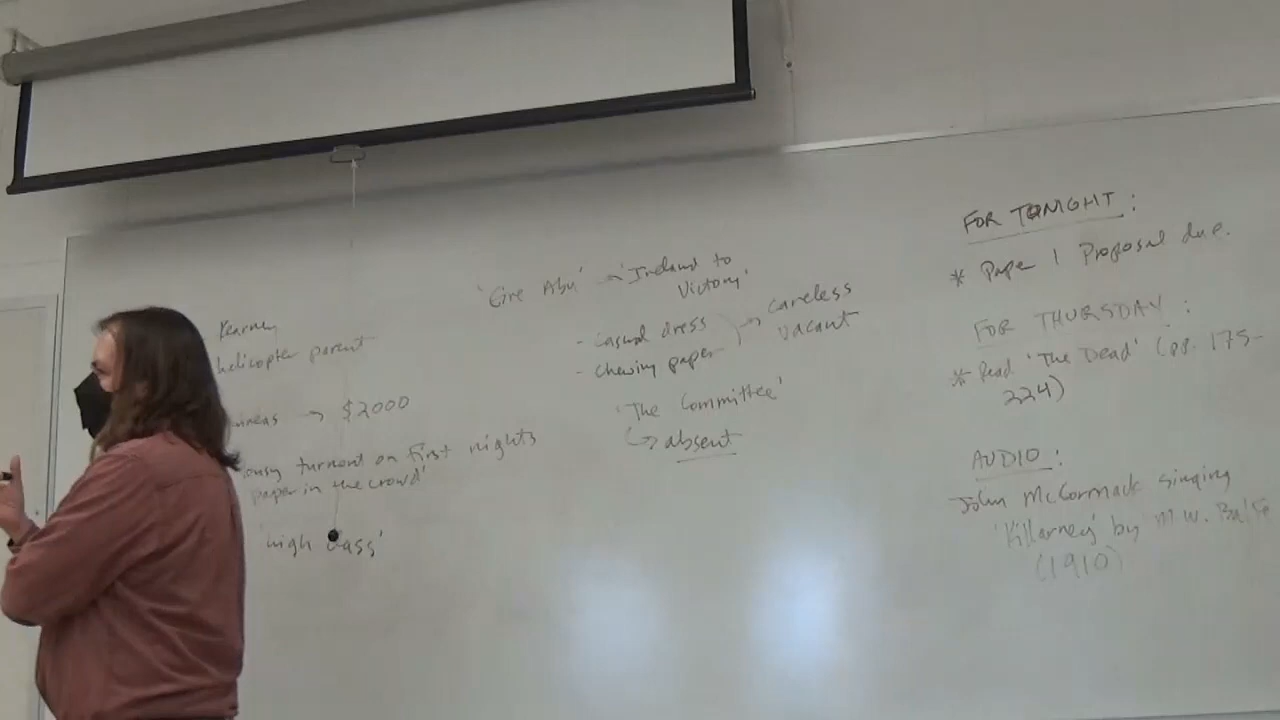 Kearney
helicopter parent
→ $2000
turnout on first nights
paper in the crowd'
'high
'Eire Abu' → 'Ireland to
Victory'
- Casual dress
- chewing paper
→ careless
vacant
'The Committee'
↳ absent
FOR TONIGHT:
* Paper 1 Proposal due.
FOR THURSDAY:
* Read 'The Dead' (pp. 175-
224)
AUDIO:
John McCormack singing
'Killarney' by M.W. Balfe
(1910)